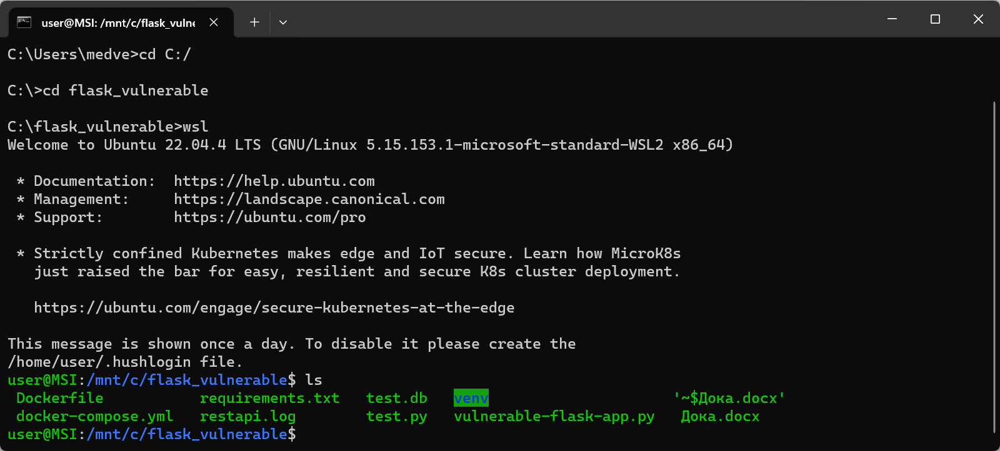 user@MSI: /mnt/c/flask_vulne
C:\Users\medve>cd C:/
C:\>cd flask_vulnerable
C:\flask_vulnerable>wsl
Welcome to Ubuntu 22.04.4 LTS (GNU/Linux 5.15.153.1-microsoft-standard-WSL2 x86_64)
* Documentation:  https://help.ubuntu.com
* Management:     https://landscape.canonical.com
* Support:        https://ubuntu.com/pro
* Strictly confined Kubernetes makes edge and IoT secure. Learn how MicroK8s
just raised the bar for easy, resilient and secure K8s cluster deployment.
https://ubuntu.com/engage/secure-kubernetes-at-the-edge
This message is shown once a day. To disable it please create the
/home/user/.hushlogin file.
user@MSI:/mnt/c/flask_vulnerable$ ls
Dockerfile           requirements.txt   test.db   venv                     '~$Дока.docx'
docker-compose.yml   restapi.log        test.py   vulnerable-flask-app.py   Дока.docx
user@MSI:/mnt/c/flask_vulnerable$